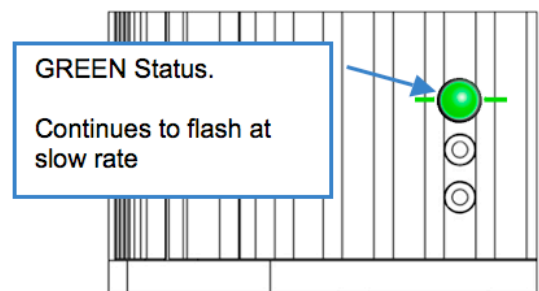 GREEN Status.
Continues to flash at
slow rate